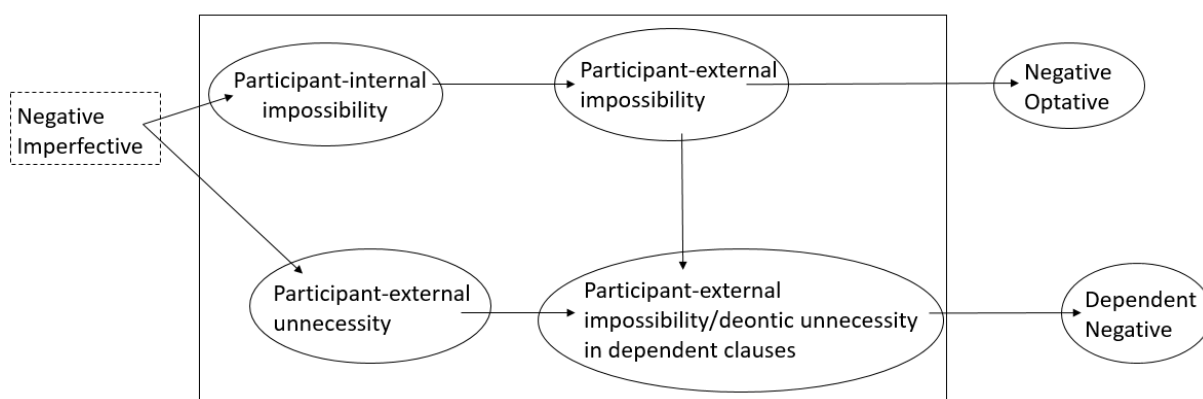 Negative
Imperfective
Participant-internal
impossibility
Participant-external
impossibility
Negative
Optative
Participant-external
unnecessity
Participant-external
impossibility/deontic unnecessity
in dependent clauses
Dependent
Negative